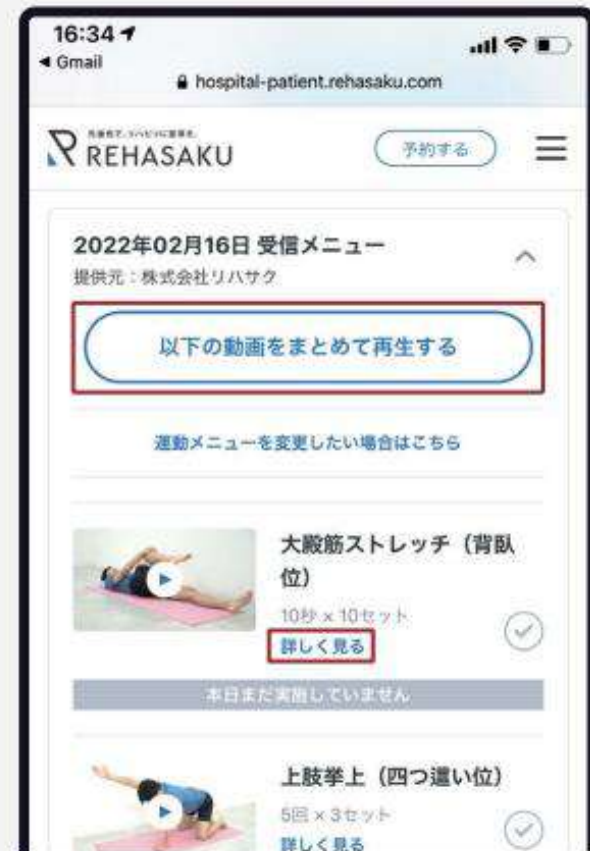 16:34
◀ Gmail
hospital-patient.rehasaku.com
REHASAKU
予約する
2022年02月16日 受信メニュー
提供元：株式会社リハサク
以下の動画をまとめて再生する
運動メニューを変更したい場合はこちら
大殿筋ストレッチ（背臥
位）
10秒 × 10セット
詳しく見る
本日まだ実施していません
上肢挙上（四つ這い位）
5回 × 3セット
詳しく見る